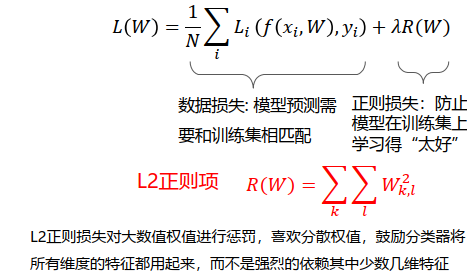 L(W) = \frac{1}{N} \sum_{i} L_i (f(x_i, W), y_i) + λR(W)
数据损失: 模型预测需
要和训练集相匹配
正则损失: 防止
模型在训练集上
学习得“太好”
L2正则项 R(W) = \sum_{k} \sum_{l} W_{k,l}^2
L2正则损失对大数值权值进行惩罚，喜欢分散权值，鼓励分类器将
所有维度的特征都用起来，而不是强烈的依赖其中少数几维特征